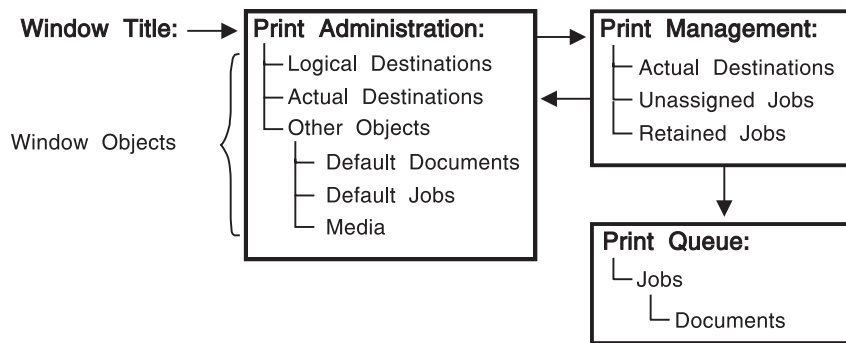 Window Title:
Print Administration:
Logical Destinations
Actual Destinations
Other Objects
Default Documents
Default Jobs
Media
Window Objects
Print Management:
Actual Destinations
Unassigned Jobs
Retained Jobs
Print Queue:
Jobs
Documents